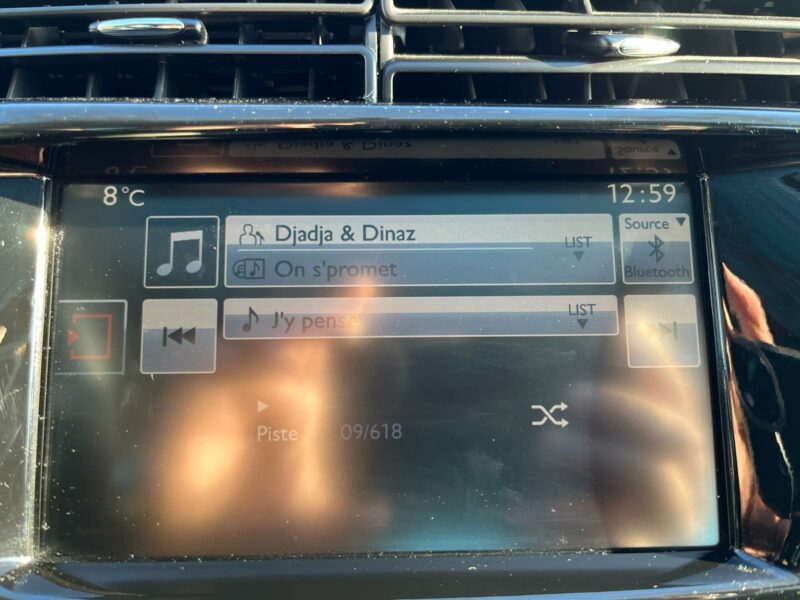 8°C 12:59
Djadja & Dinaz LIST Source
On s'promet Bluetooth
J'y pense LIST
Piste 09/618